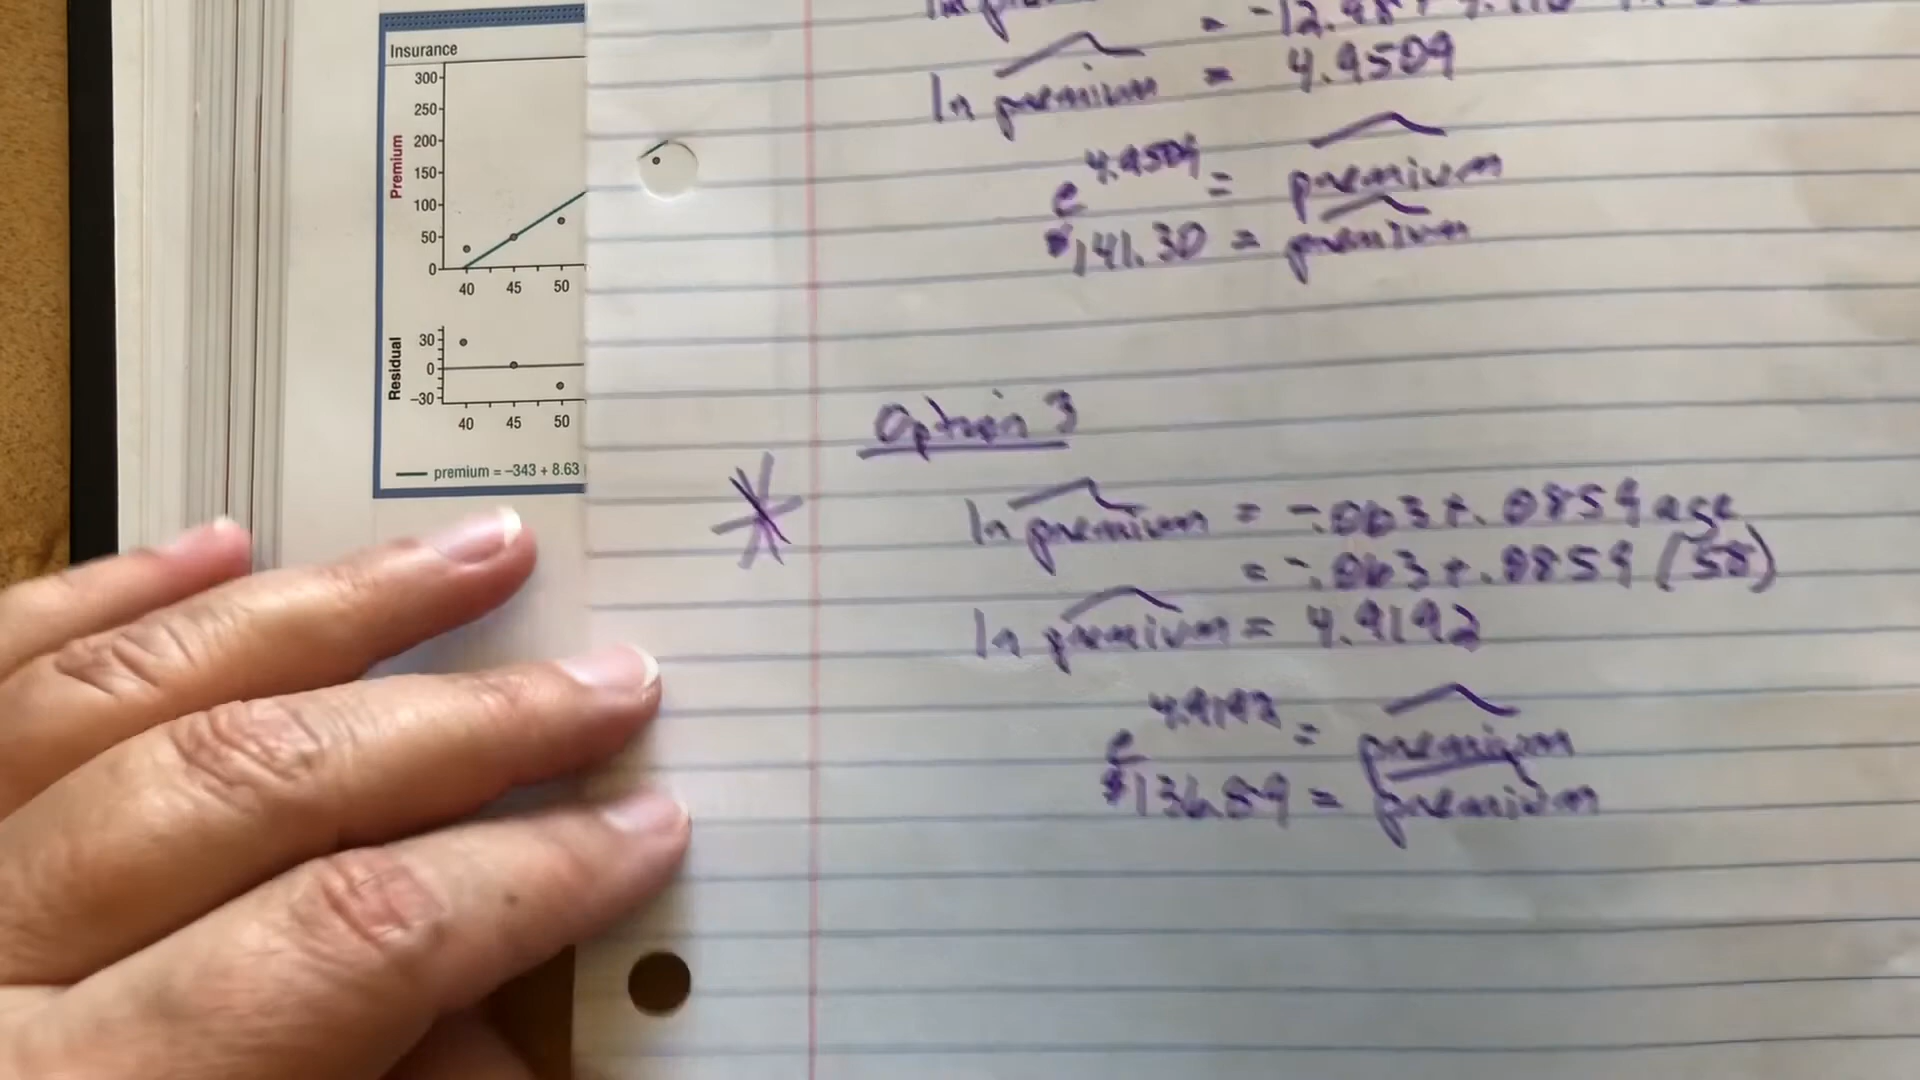 Insurance
Premium
300
250
200
150
100
50
0
40 45 50
Residual
30
0
-30
40 45 50
premium = -343 + 8.63
ln premium = 4.9509
e^4.9509 = premium
$141.30 = premium
Option 3
ln premium = -.063 + .0859 age
= -.063 + .0859 (58)
ln premium = 4.9192
e^4.9192 = premium
$136.89 = premium